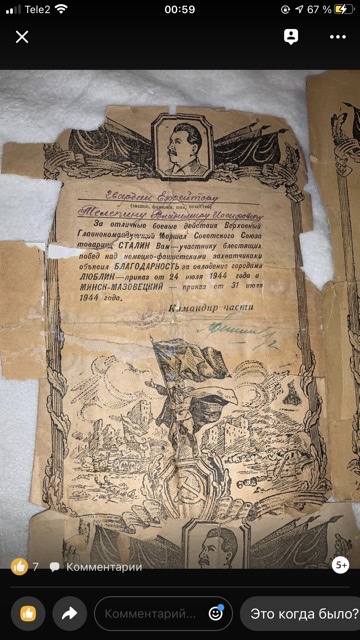 Tele2
00:59
67 %
Гвардии Ефрейтору
(звание, фамилия, имя, отчество)
Владимиру
За отличные боевые действия Верховный
Главнокомандующий Маршал Советского Союза
товарищ СТАЛИН Вам—участнику блестящих
побед над немецко-фашистскими захватчиками
объявил БЛАГОДАРНОСТЬ за овладение городами
ЛЮБЛИН—приказ от 24 июля 1944 года и
МИНСК-МАЗОВЕЦКИЙ — приказ от 31 июля
1944 года.
Командир части
7 Комментарии
5+
Комментарий...
Это когда было?